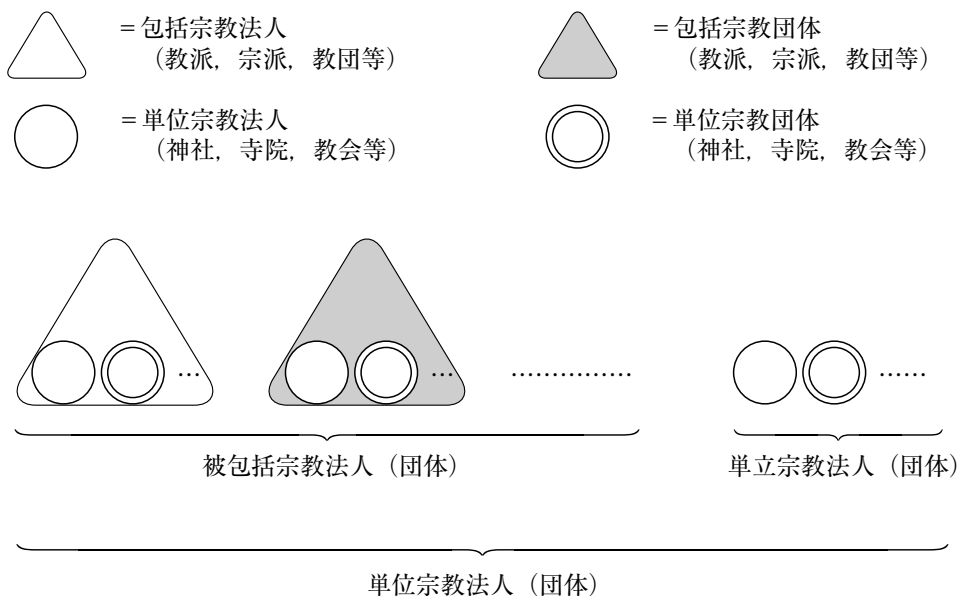 ＝包括宗教法人
（教派，宗派，教団等）
＝包括宗教団体
（教派，宗派，教団等）
＝単位宗教法人
（神社，寺院，教会等）
＝単位宗教団体
（神社，寺院，教会等）
… … …………… ……
被包括宗教法人（団体）
単立宗教法人（団体）
単位宗教法人（団体）